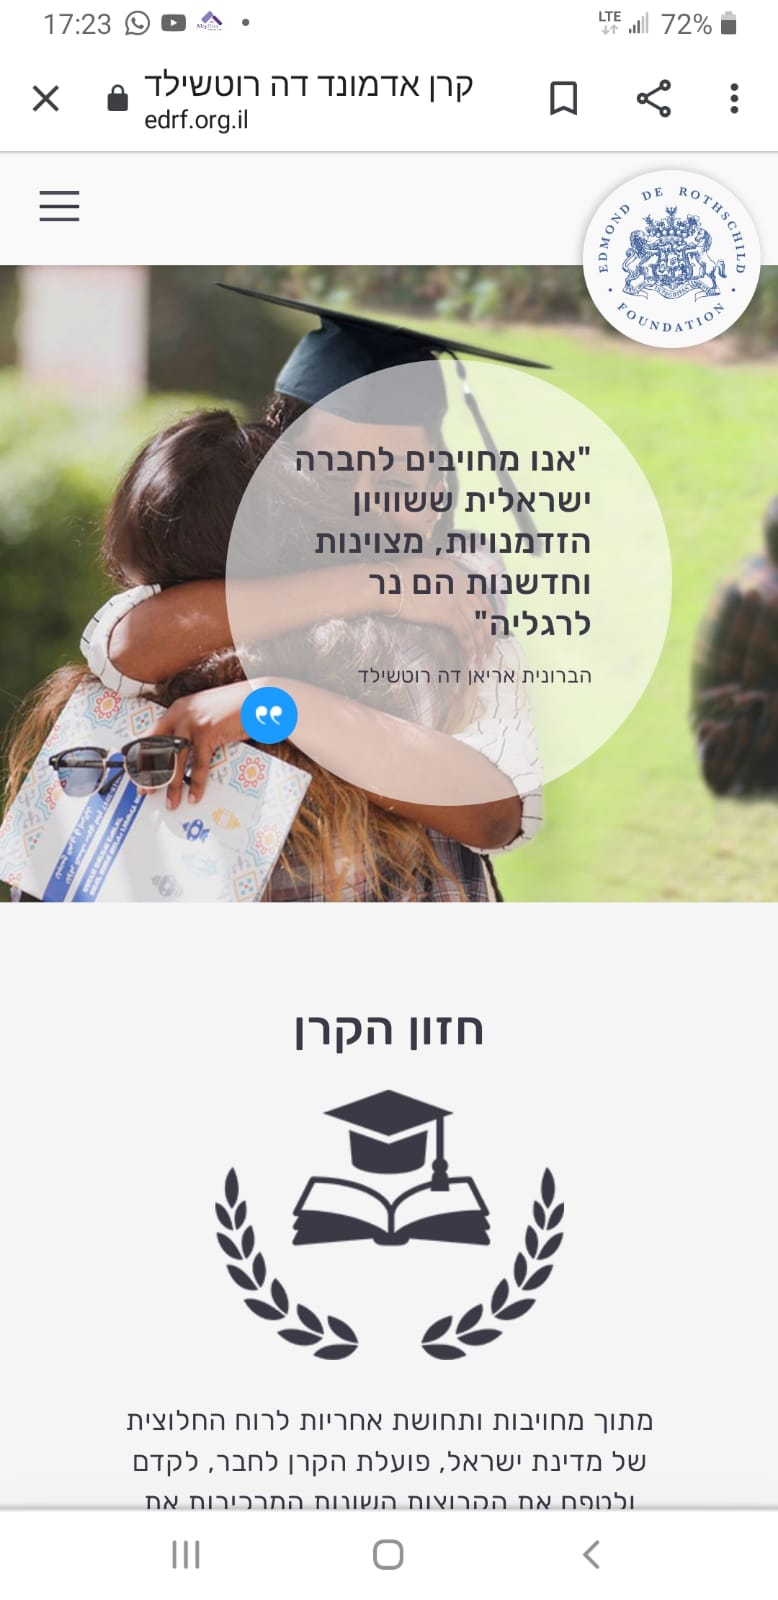 17:23
LTE
72%
קרן אדמונד דה רוטשילד
edrf.org.il
EDMOND DE ROTHSCHILD
FOUNDATION
"אנו מחויבים לחברה
ישראלית ששוויון
הזדמנויות, מצוינות
וחדשנות הם נר
לרגליה"
הברונית אריאן דה רוטשילד
חזון הקרן
מתוך מחויבות ותחושת אחריות לרוח החלוצית
של מדינת ישראל, פועלת הקרן לחבר, לקדם
ולטפח את הקבוצות השונות המרכיבות את